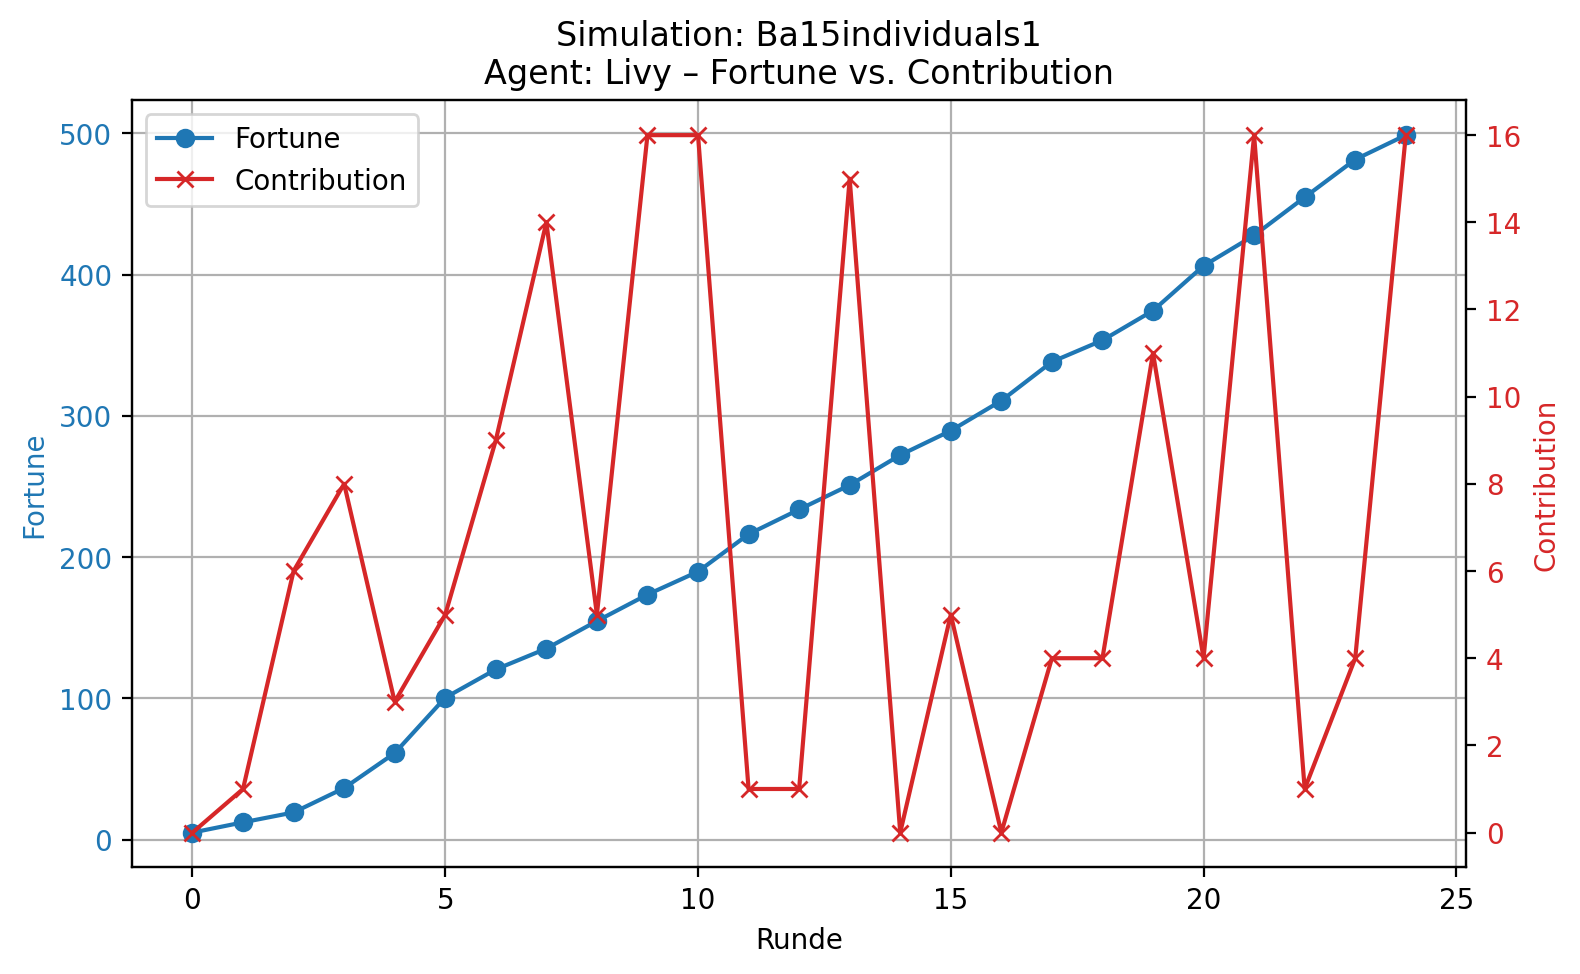 Simulation: Ba15individuals1
Agent: Livy – Fortune vs. Contribution
Fortune
Contribution
500
400
300
200
100
0
Fortune
16
14
12
10
8
6
4
2
0
Contribution
0 5 10 15 20 25
Runde